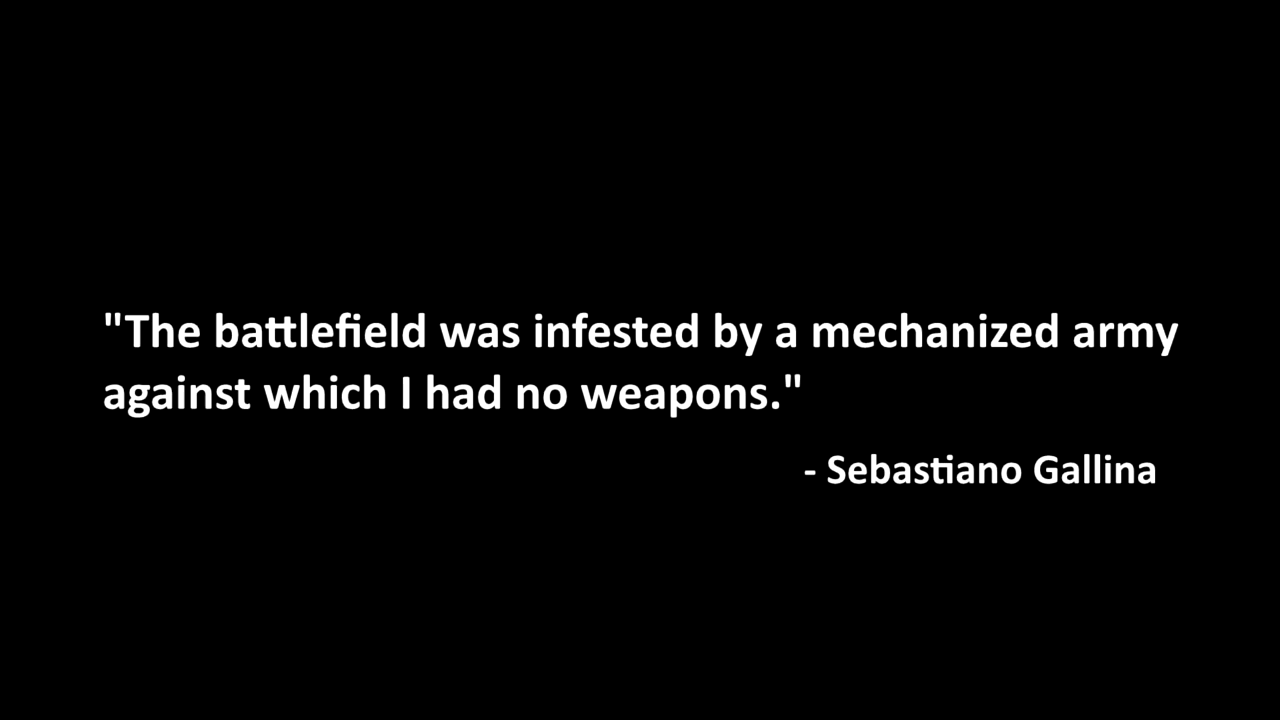 "The battlefield was infested by a mechanized army
against which I had no weapons."
- Sebastiano Gallina